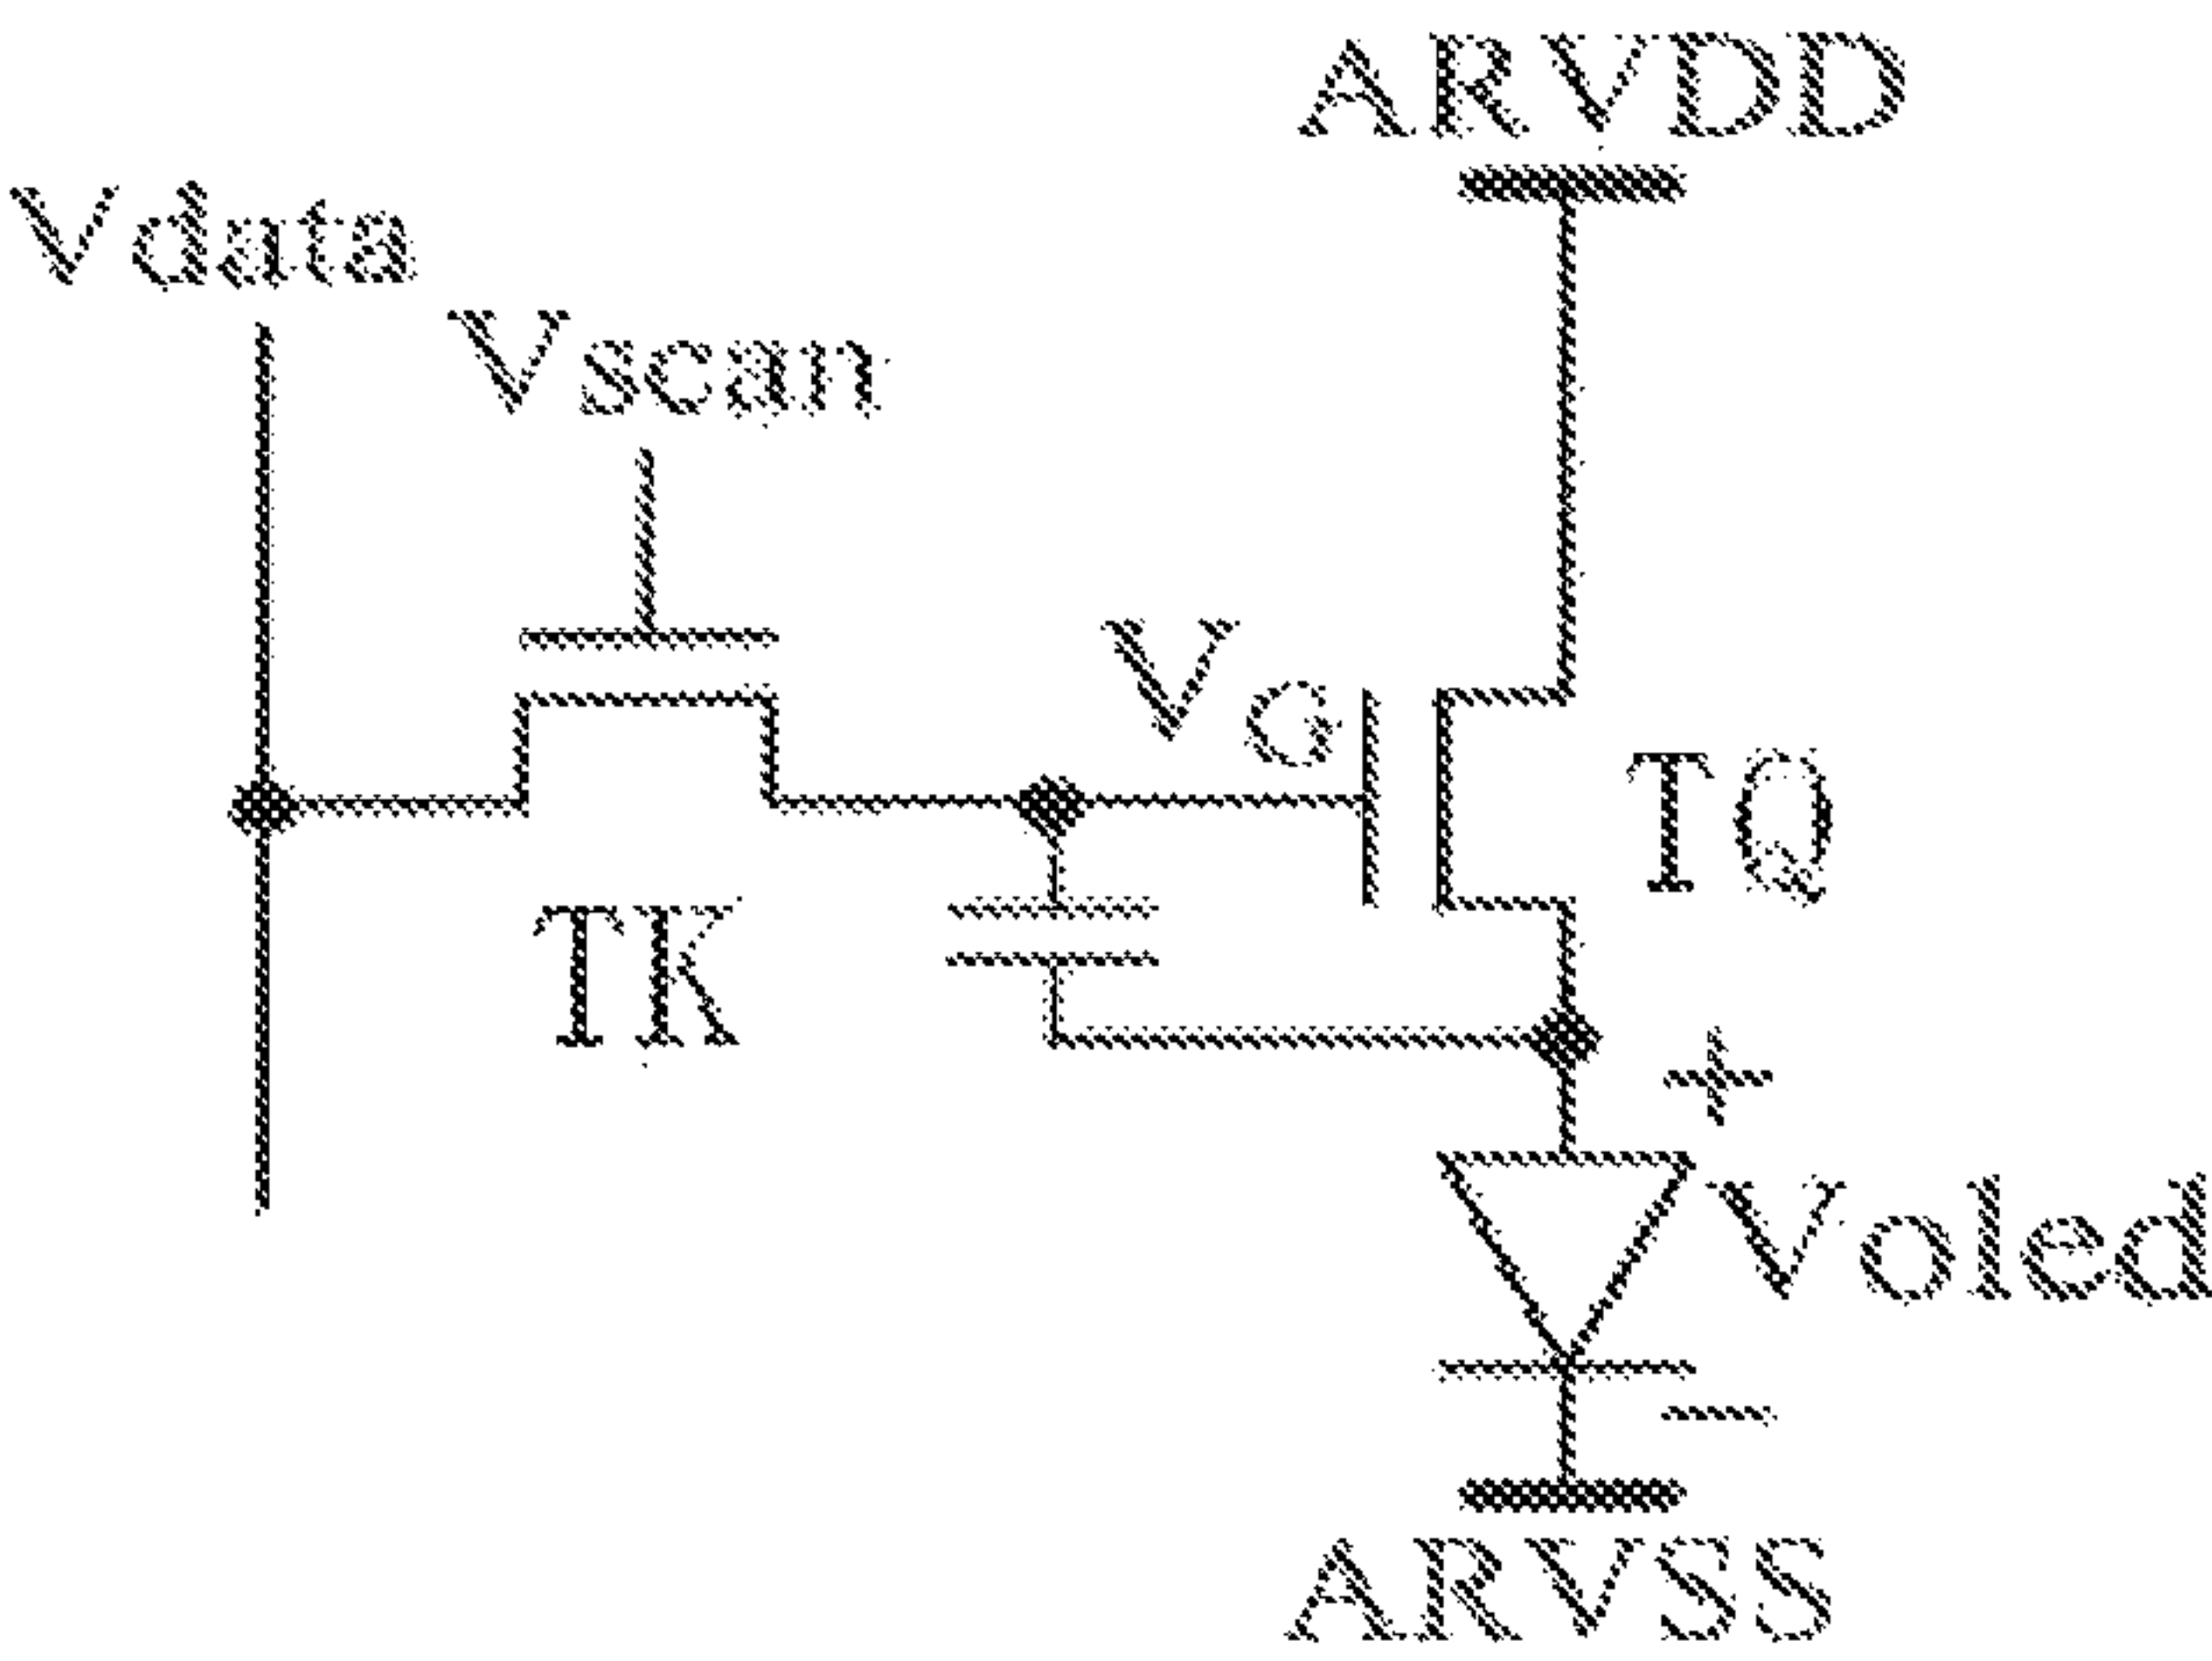 ARVDD
Vdata
Vscan
VG
TQ
TK
+
Voled
−
ARVSS